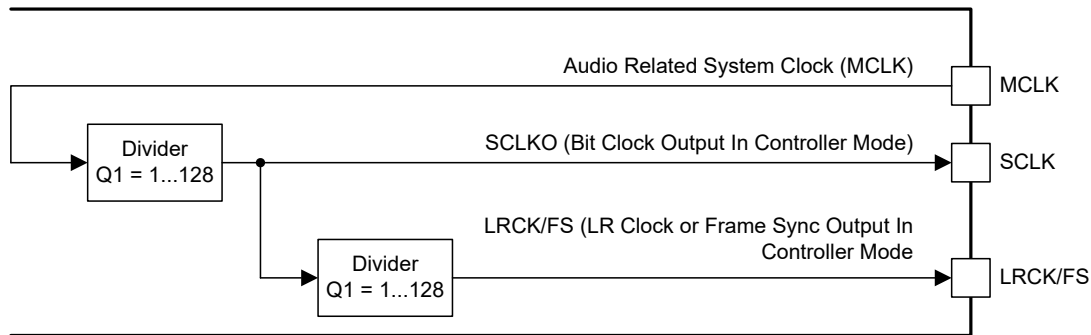 Audio Related System Clock (MCLK)
MCLK
Divider
Q1 = 1...128
SCLKO (Bit Clock Output In Controller Mode)
SCLK
LRCK/FS (LR Clock or Frame Sync Output In
Controller Mode
Divider
Q1 = 1...128
LRCK/FS